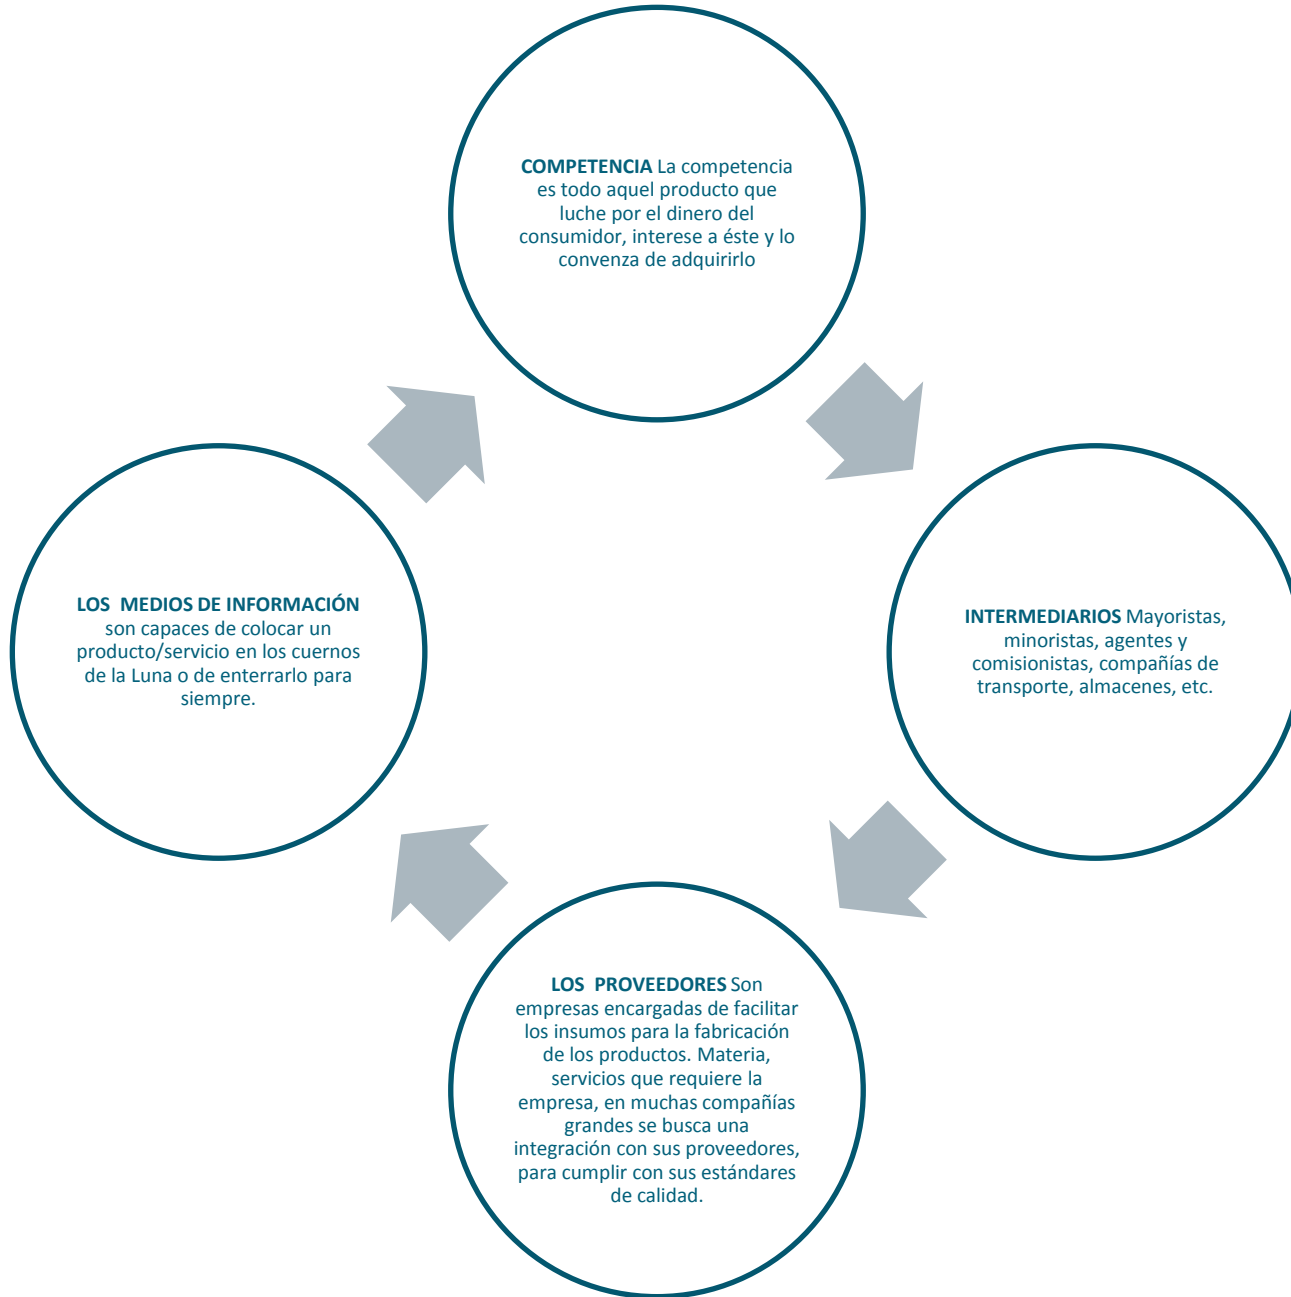 COMPETENCIA La competencia
es todo aquel producto que
luche por el dinero del
consumidor, interese a éste y lo
convenza de adquirirlo
INTERMEDIARIOS Mayoristas,
minoristas, agentes y
comisionistas, compañías de
transporte, almacenes, etc.
LOS  PROVEEDORES Son
empresas encargadas de facilitar
los insumos para la fabricación
de los productos. Materia,
servicios que requiere la
empresa, en muchas compañías
grandes se busca una
integración con sus proveedores,
para cumplir con sus estándares
de calidad.
LOS  MEDIOS DE INFORMACIÓN
son capaces de colocar un
producto/servicio en los cuernos
de la Luna o de enterrarlo para
siempre.